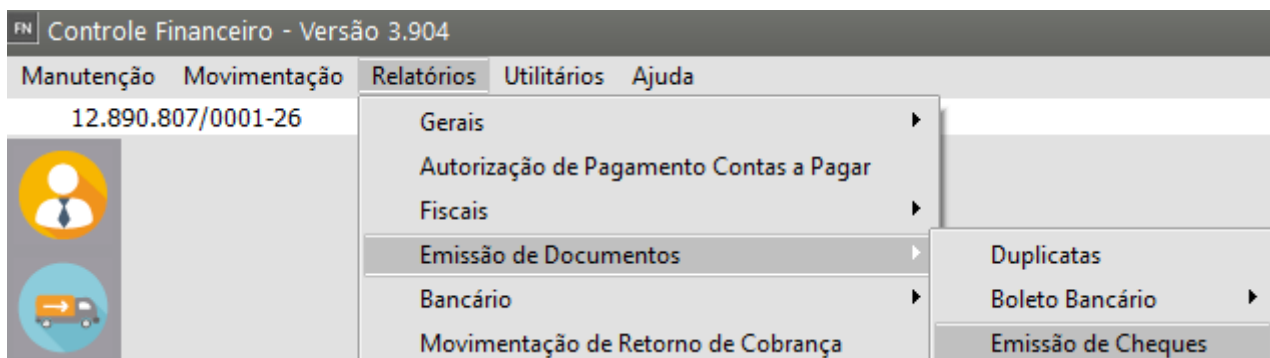 FN Controle Financeiro - Versão 3.904
Manutenção Movimentação Relatórios Utilitários Ajuda
12.890.807/0001-26
Gerais
Autorização de Pagamento Contas a Pagar
Fiscais
Emissão de Documentos
Bancário
Movimentação de Retorno de Cobrança
Duplicatas
Boleto Bancário
Emissão de Cheques